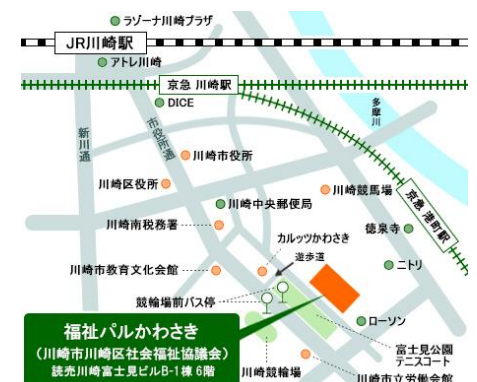 ラゾーナ川崎プラザ
JR川崎駅
アトレ川崎
京急 川崎駅
DICE
多摩川
新川通
市役所通
川崎市役所
川崎区役所
川崎競馬場
京急 港町駅
川崎中央郵便局
川崎南税務署
徳泉寺
カルッツかわさき
遊歩道
川崎市教育文化会館
ニトリ
競輪場前バス停
福祉パルかわさき
(川崎市川崎区社会福祉協議会)
読売川崎富士見ビルB-1棟 6階
ローソン
富士見公園
テニスコート
川崎競輪場
川崎市立労働会館